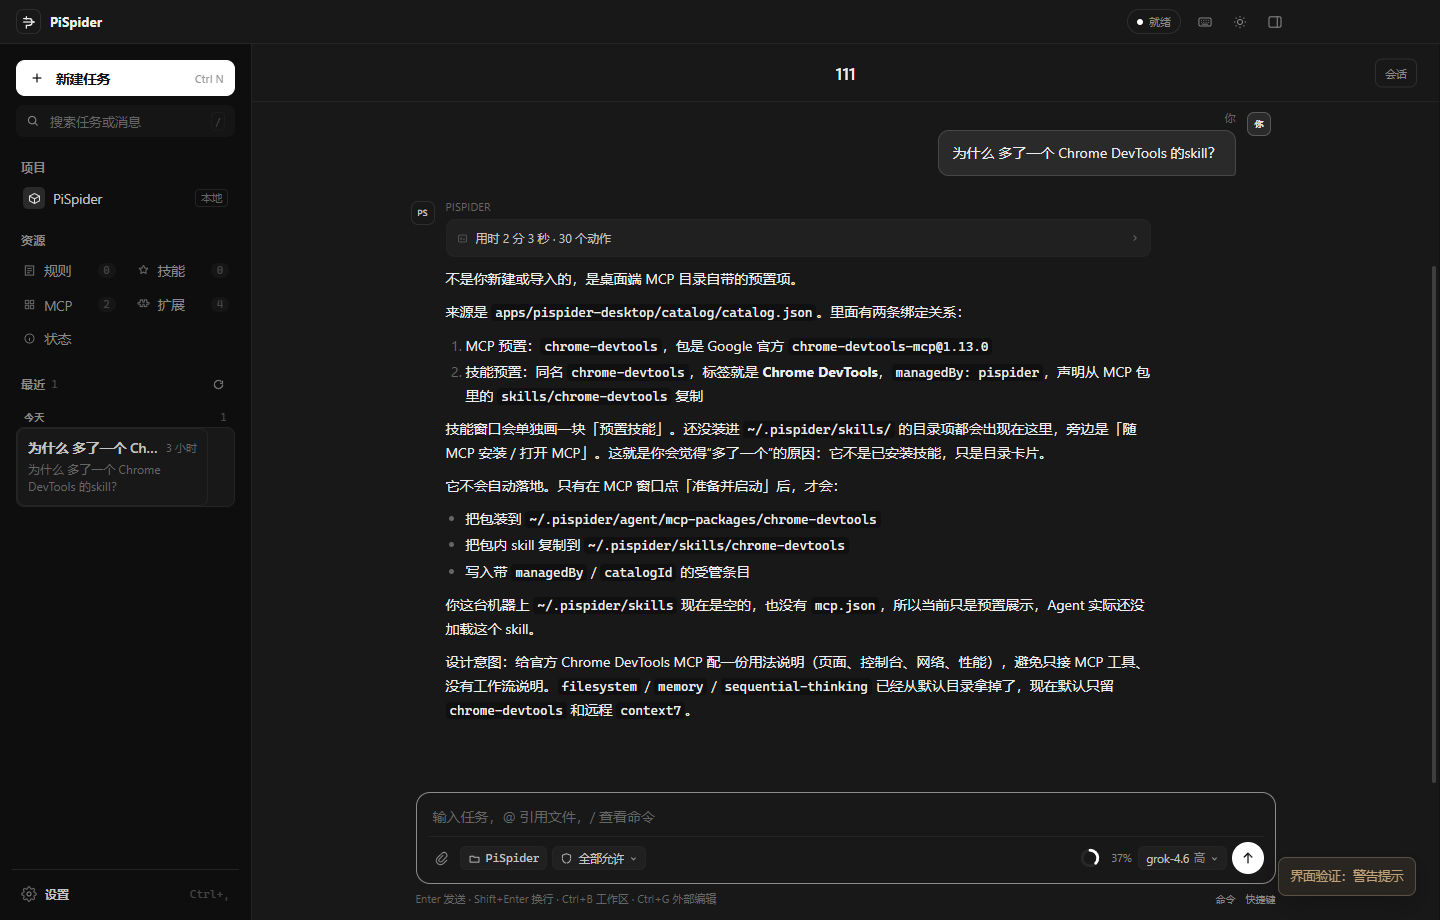 PiSpider
就绪
新建任务 Ctrl N
搜索任务或消息 /
项目
PiSpider 本地
资源
规则 0 技能 0
MCP 2 扩展 4
状态
最近 1
今天 1
为什么 多了一个 Ch... 3 小时
为什么 多了一个 Chrome
DevTools 的skill?
设置 Ctrl+,
111
会话
你
你
为什么 多了一个 Chrome DevTools 的skill?
PS
PISPIDER
用时 2 分 3 秒 · 30 个动作
不是你新建或导入的，是桌面端 MCP 目录自带的预置项。
来源是 apps/pispider-desktop/catalog/catalog.json 。里面有两条绑定关系：
1. MCP 预置： chrome-devtools ，包是 Google 官方 chrome-devtools-mcp@1.13.0
2. 技能预置：同名 chrome-devtools ，标签就是 Chrome DevTools， managedBy: pispider ，声明从 MCP 包
里的 skills/chrome-devtools 复制
技能窗口会单独画一块「预置技能」。还没装进 ~/.pispider/skills/ 的目录项都会出现在这里，旁边是「随
MCP 安装 / 打开 MCP」。这就是你会觉得“多了一个”的原因：它不是已安装技能，只是目录卡片。
它不会自动落地。只有在 MCP 窗口点「准备并启动」后，才会：
• 把包装到 ~/.pispider/agent/mcp-packages/chrome-devtools
• 把包内 skill 复制到 ~/.pispider/skills/chrome-devtools
• 写入带 managedBy / catalogId 的受管条目
你这台机器上 ~/.pispider/skills 现在是空的，也没有 mcp.json ，所以当前只是预置展示，Agent 实际还没
加载这个 skill。
设计意图：给官方 Chrome DevTools MCP 配一份用法说明（页面、控制台、网络、性能），避免只接 MCP 工具、
没有工作流说明。 filesystem / memory / sequential-thinking 已经从默认目录拿掉了，现在默认只留
chrome-devtools 和远程 context7 。
输入任务，@ 引用文件，/ 查看命令
PiSpider 全部允许 37% grok-4.6 高
Enter 发送 · Shift+Enter 换行 · Ctrl+B 工作区 · Ctrl+G 外部编辑 命令 快捷键
界面验证：警告提示